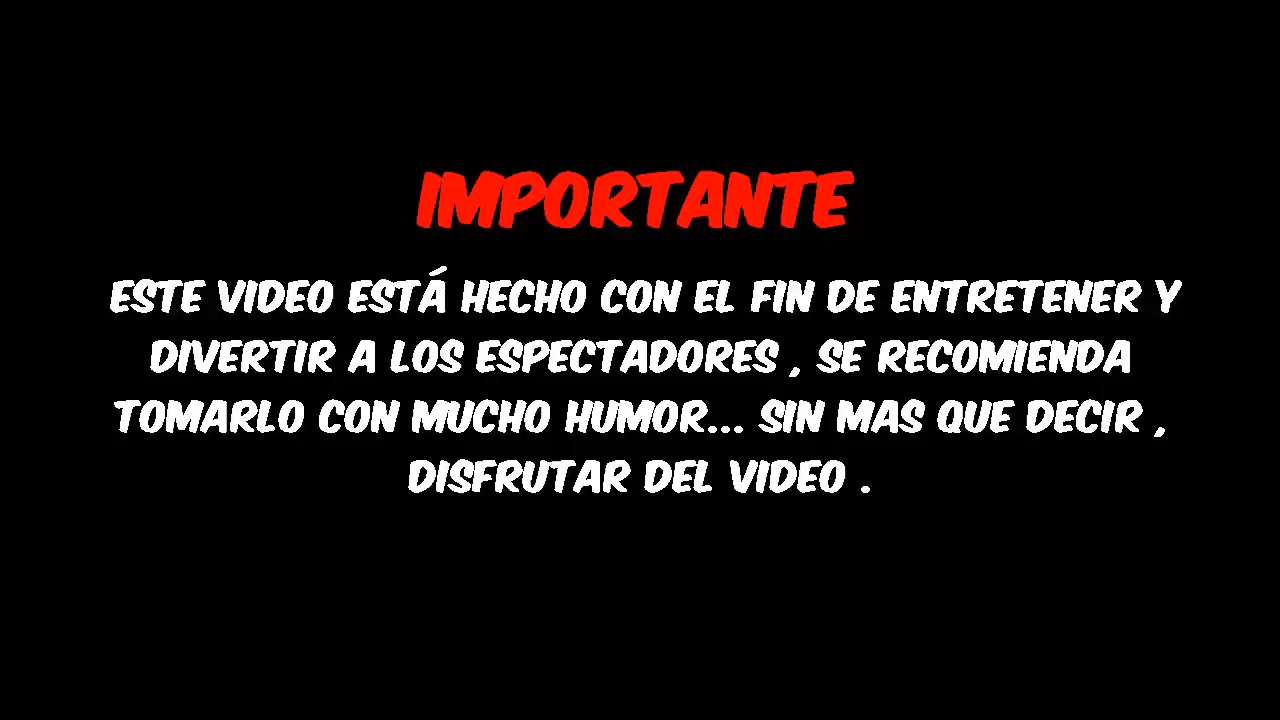 IMPORTANTE
ESTE VIDEO ESTÁ HECHO CON EL FIN DE ENTRETENER Y
DIVERTIR A LOS ESPECTADORES , SE RECOMIENDA
TOMARLO CON MUCHO HUMOR... SIN MAS QUE DECIR ,
DISFRUTAR DEL VIDEO .